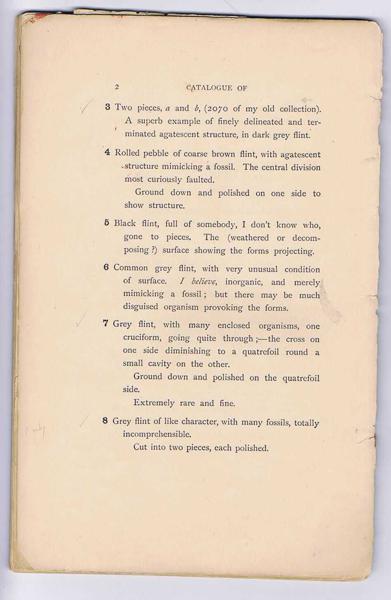 2 CATALOGUE OF
3 Two pieces, a and b, (2070 of my old collection).
A superb example of finely delineated and ter-
minated agatescent structure, in dark grey flint.
4 Rolled pebble of coarse brown flint, with agatescent
structure mimicking a fossil. The central division
most curiously faulted.
Ground down and polished on one side to
show structure.
5 Black flint, full of somebody, I don't know who,
gone to pieces. The (weathered or decom-
posing?) surface showing the forms projecting.
6 Common grey flint, with very unusual condition
of surface. I believe, inorganic, and merely
mimicking a fossil; but there may be much
disguised organism provoking the forms.
7 Grey flint, with many enclosed organisms, one
cruciform, going quite through;—the cross on
one side diminishing to a quatrefoil round a
small cavity on the other.
Ground down and polished on the quatrefoil
side.
Extremely rare and fine.
8 Grey flint of like character, with many fossils, totally
incomprehensible.
Cut into two pieces, each polished.